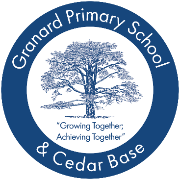 Granard Primary School
"Growing Together;
Achieving Together"
& Cedar Base